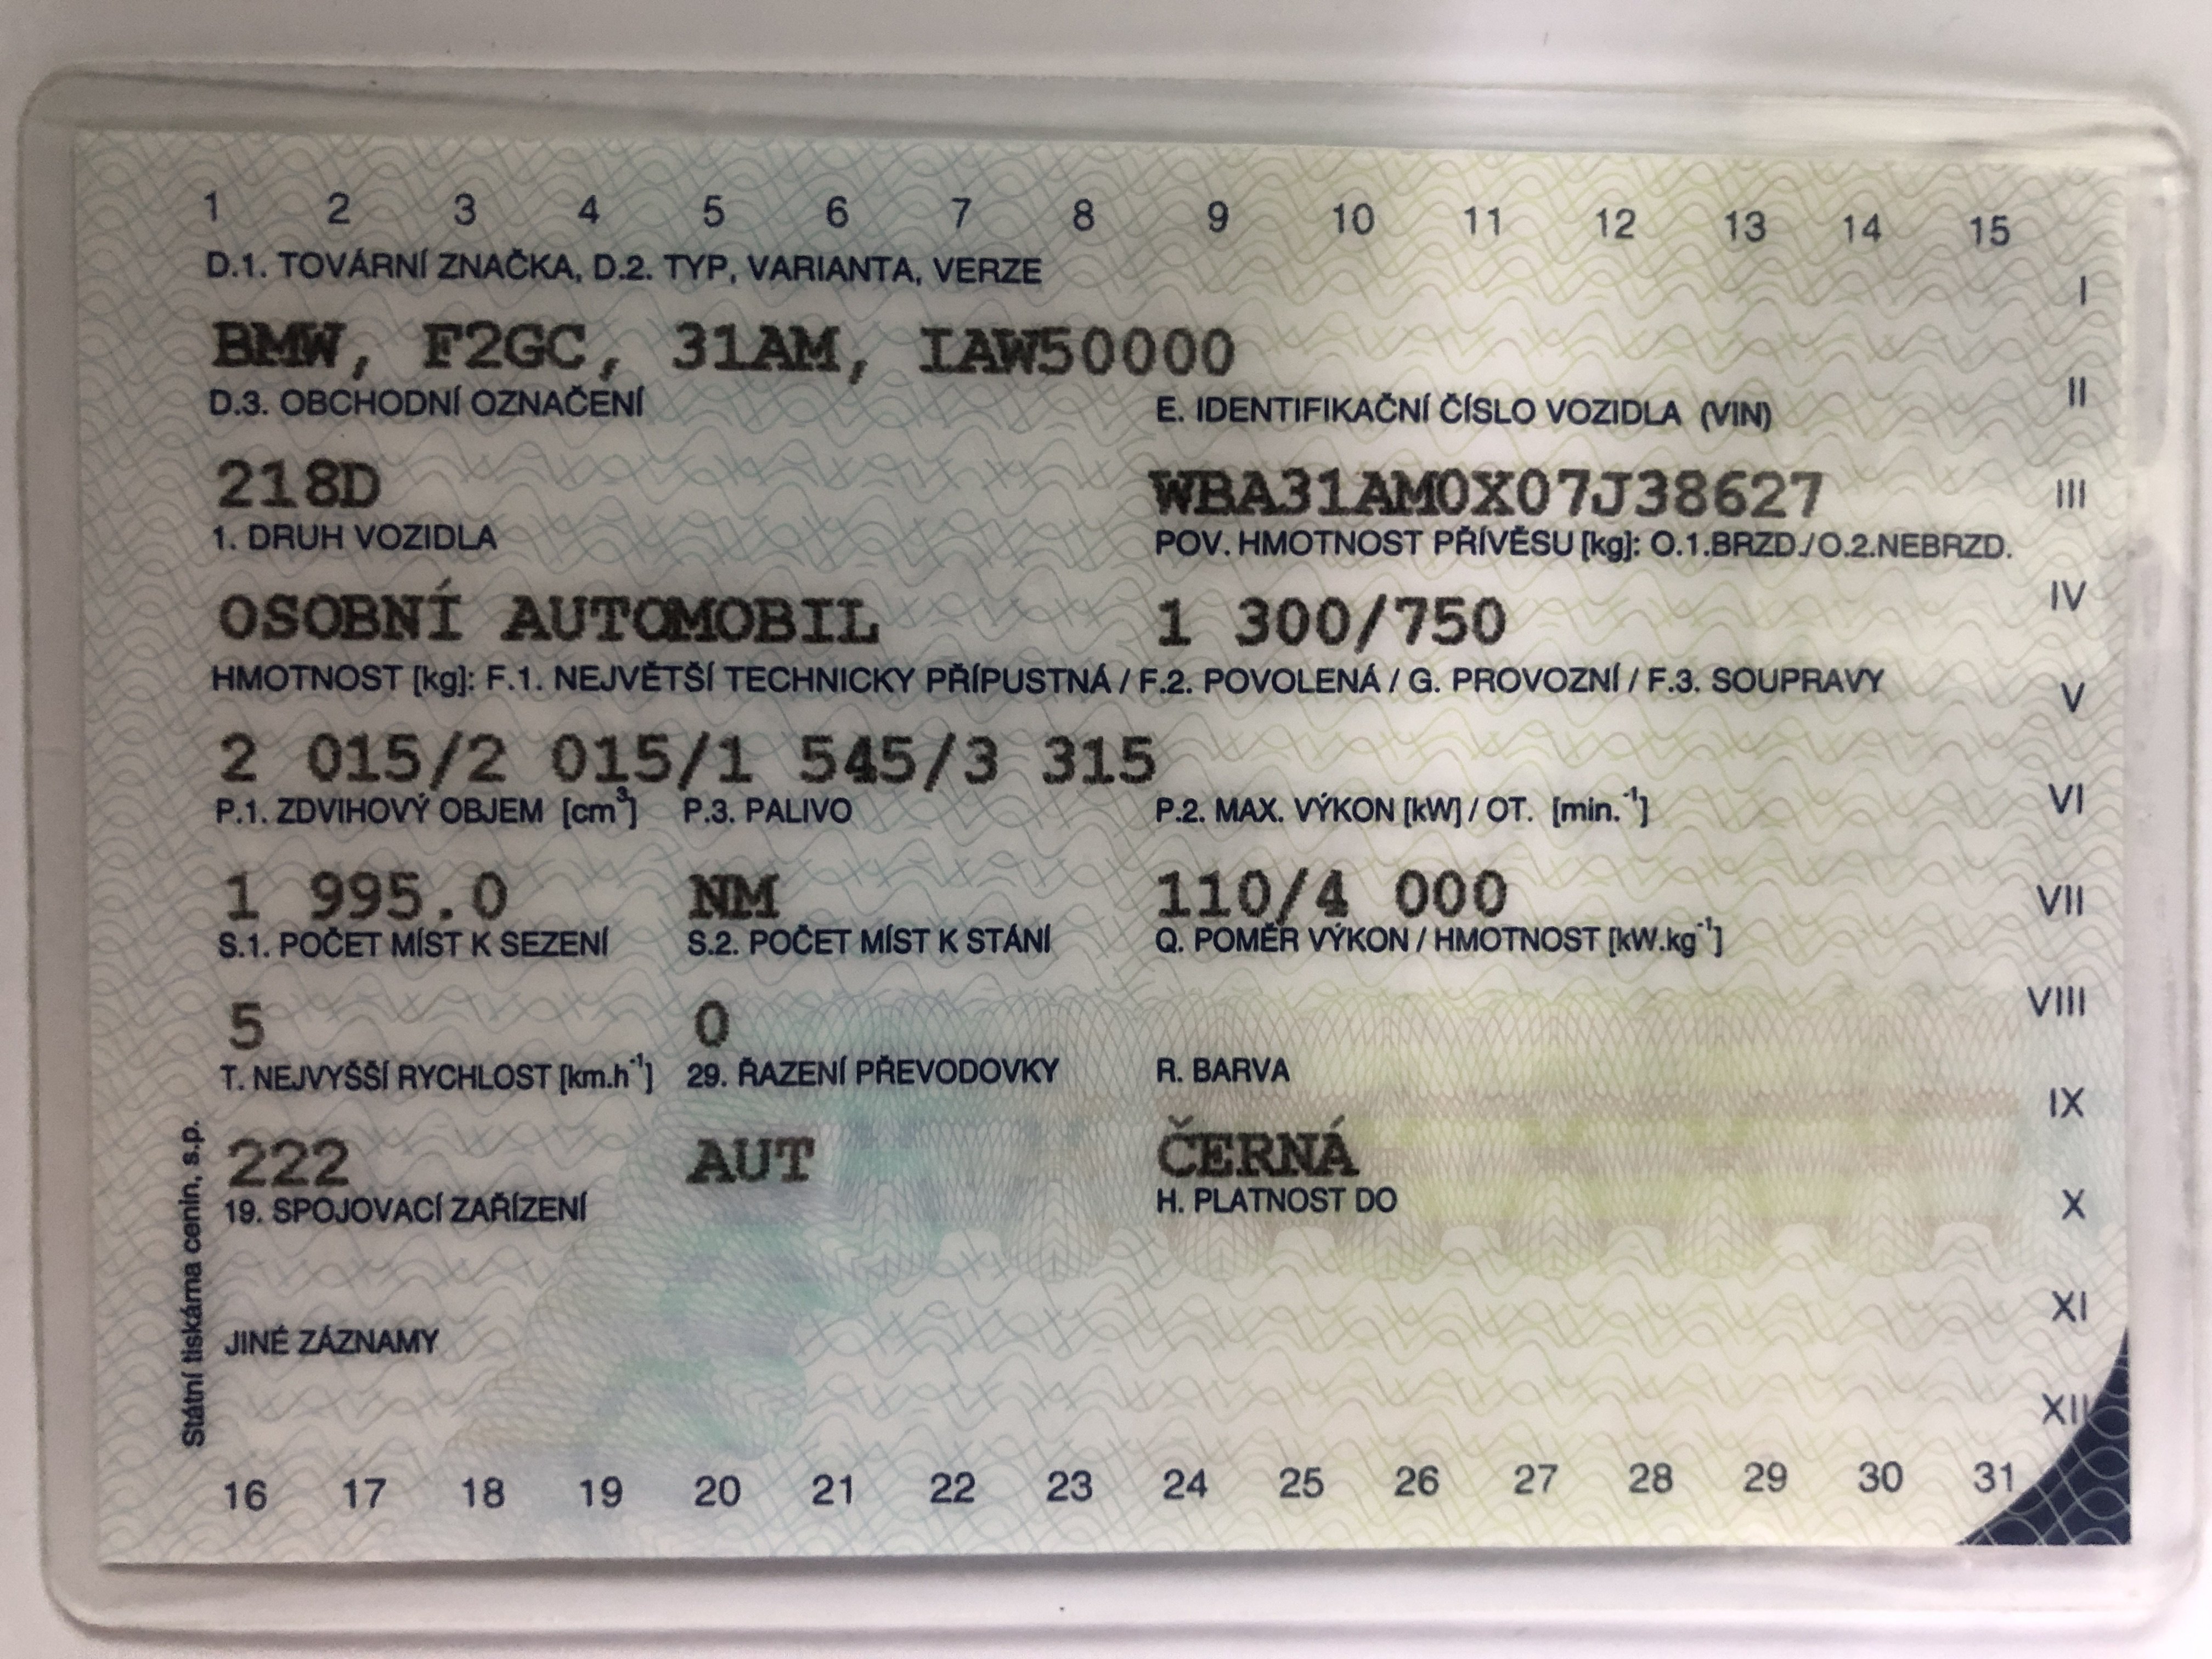 1 2 3 4 5 6 7 8 9 10 11 12 13 14 15
D.1. TOVÁRNÍ ZNAČKA, D.2. TYP, VARIANTA, VERZE
I
BMW, F2GC, 31AM, IAW50000
D.3. OBCHODNÍ OZNAČENÍ E. IDENTIFIKAČNÍ ČÍSLO VOZIDLA (VIN)
II
218D WBA31AM0X07J38627
III
1. DRUH VOZIDLA POV. HMOTNOST PŘÍVĚSU [kg]: O.1.BRZD./O.2.NEBRZD.
OSOBNÍ AUTOMOBIL 1 300/750
IV
HMOTNOST [kg]: F.1. NEJVĚTŠÍ TECHNICKY PŘÍPUSTNÁ / F.2. POVOLENÁ / G. PROVOZNÍ / F.3. SOUPRAVY
V
2 015/2 015/1 545/3 315
P.1. ZDVIHOVÝ OBJEM [cm³] P.3. PALIVO P.2. MAX. VÝKON [kW] / OT. [min.⁻¹]
VI
1 995.0 NM 110/4 000
VII
S.1. POČET MÍST K SEZENÍ S.2. POČET MÍST K STÁNÍ Q. POMĚR VÝKON / HMOTNOST [kW.kg⁻¹]
VIII
5 0
T. NEJVYŠŠÍ RYCHLOST [km.h⁻¹] 29. ŘAZENÍ PŘEVODOVKY R. BARVA
IX
222 AUT ČERNÁ
19. SPOJOVACÍ ZAŘÍZENÍ H. PLATNOST DO
X
XI
JINÉ ZÁZNAMY
XII
Státní tiskárna cenin, s.p.
16 17 18 19 20 21 22 23 24 25 26 27 28 29 30 31